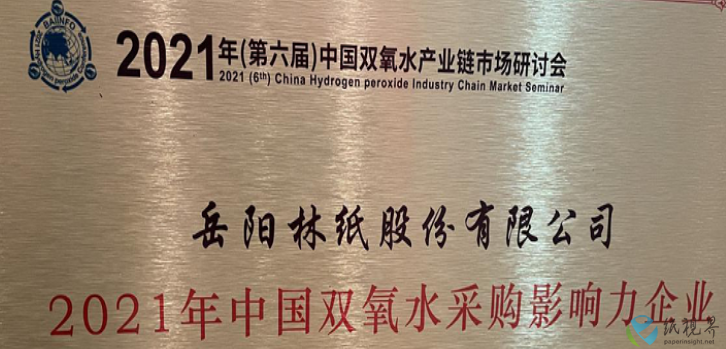 BAIINFO
2021年(第六届)中国双氧水产业链市场研讨会
2021 (6th) China Hydrogen peroxide Industry Chain Market Seminar
岳阳林纸股份有限公司
2021年中国双氧水采购影响力企业
纸视界
paperinsight.net